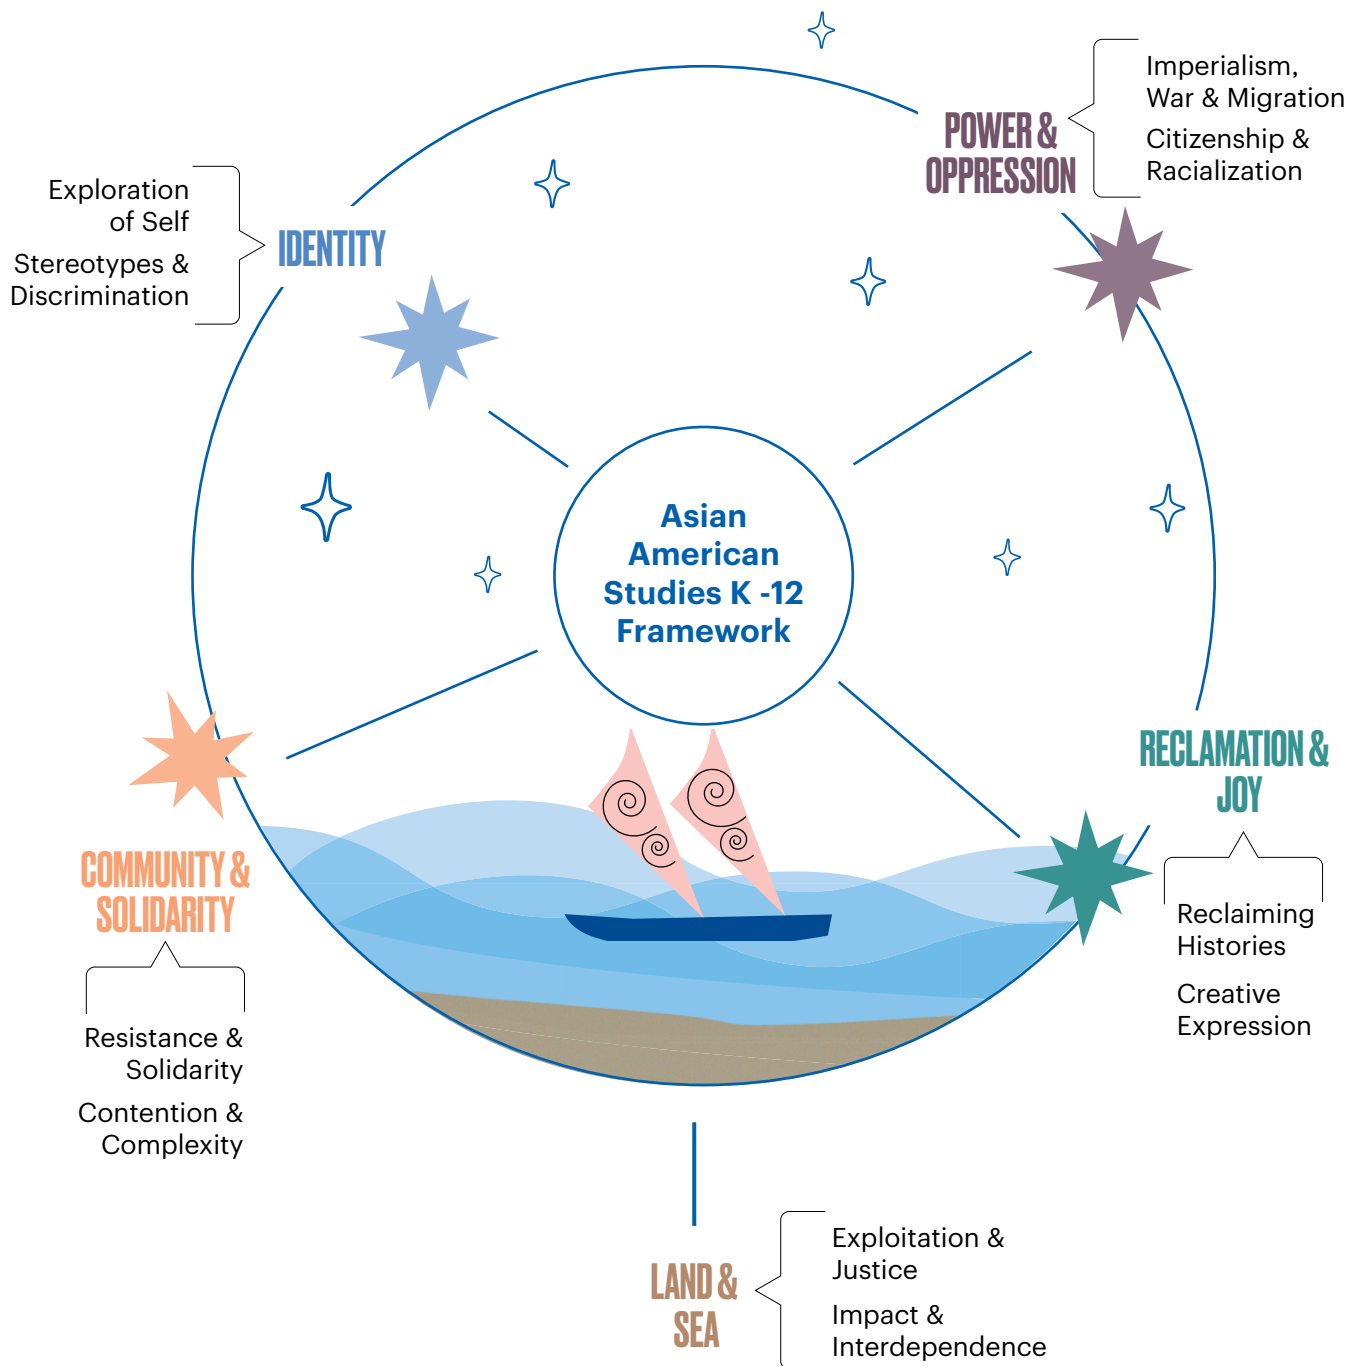 Imperialism,
War & Migration
Citizenship &
Racialization
POWER &
OPPRESSION
Exploration
of Self
Stereotypes &
Discrimination
IDENTITY
Asian
American
Studies K -12
Framework
RECLAMATION &
JOY
Reclaiming
Histories
Creative
Expression
COMMUNITY &
SOLIDARITY
Resistance &
Solidarity
Contention &
Complexity
LAND &
SEA
Exploitation &
Justice
Impact &
Interdependence